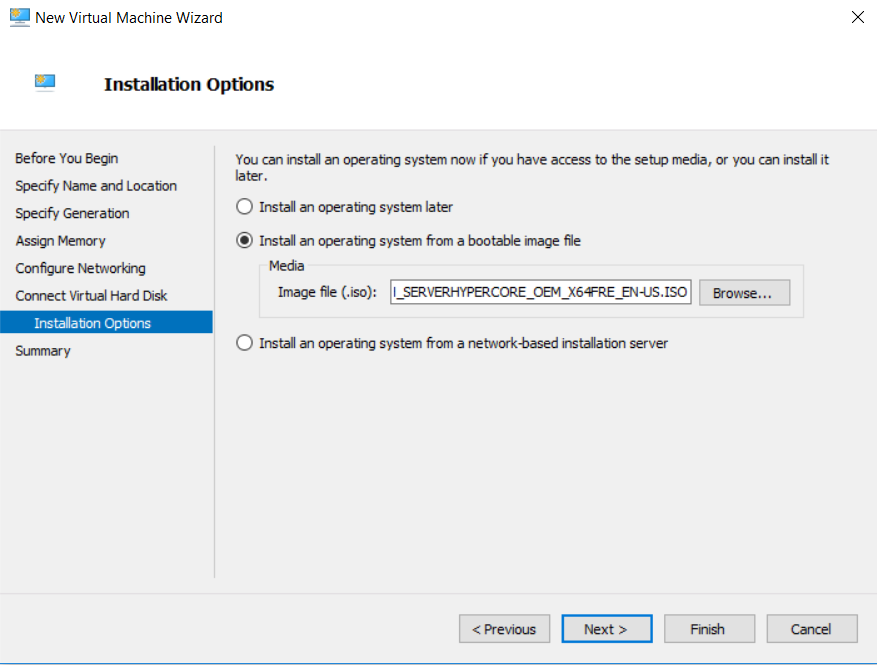 New Virtual Machine Wizard
Installation Options
Before You Begin
Specify Name and Location
Specify Generation
Assign Memory
Configure Networking
Connect Virtual Hard Disk
Installation Options
Summary
You can install an operating system now if you have access to the setup media, or you can install it
later.
Install an operating system later
Install an operating system from a bootable image file
Media
Image file (.iso):
I_SERVERHYPERCORE_OEM_X64FRE_EN-US.ISO
Browse...
Install an operating system from a network-based installation server
< Previous
Next >
Finish
Cancel